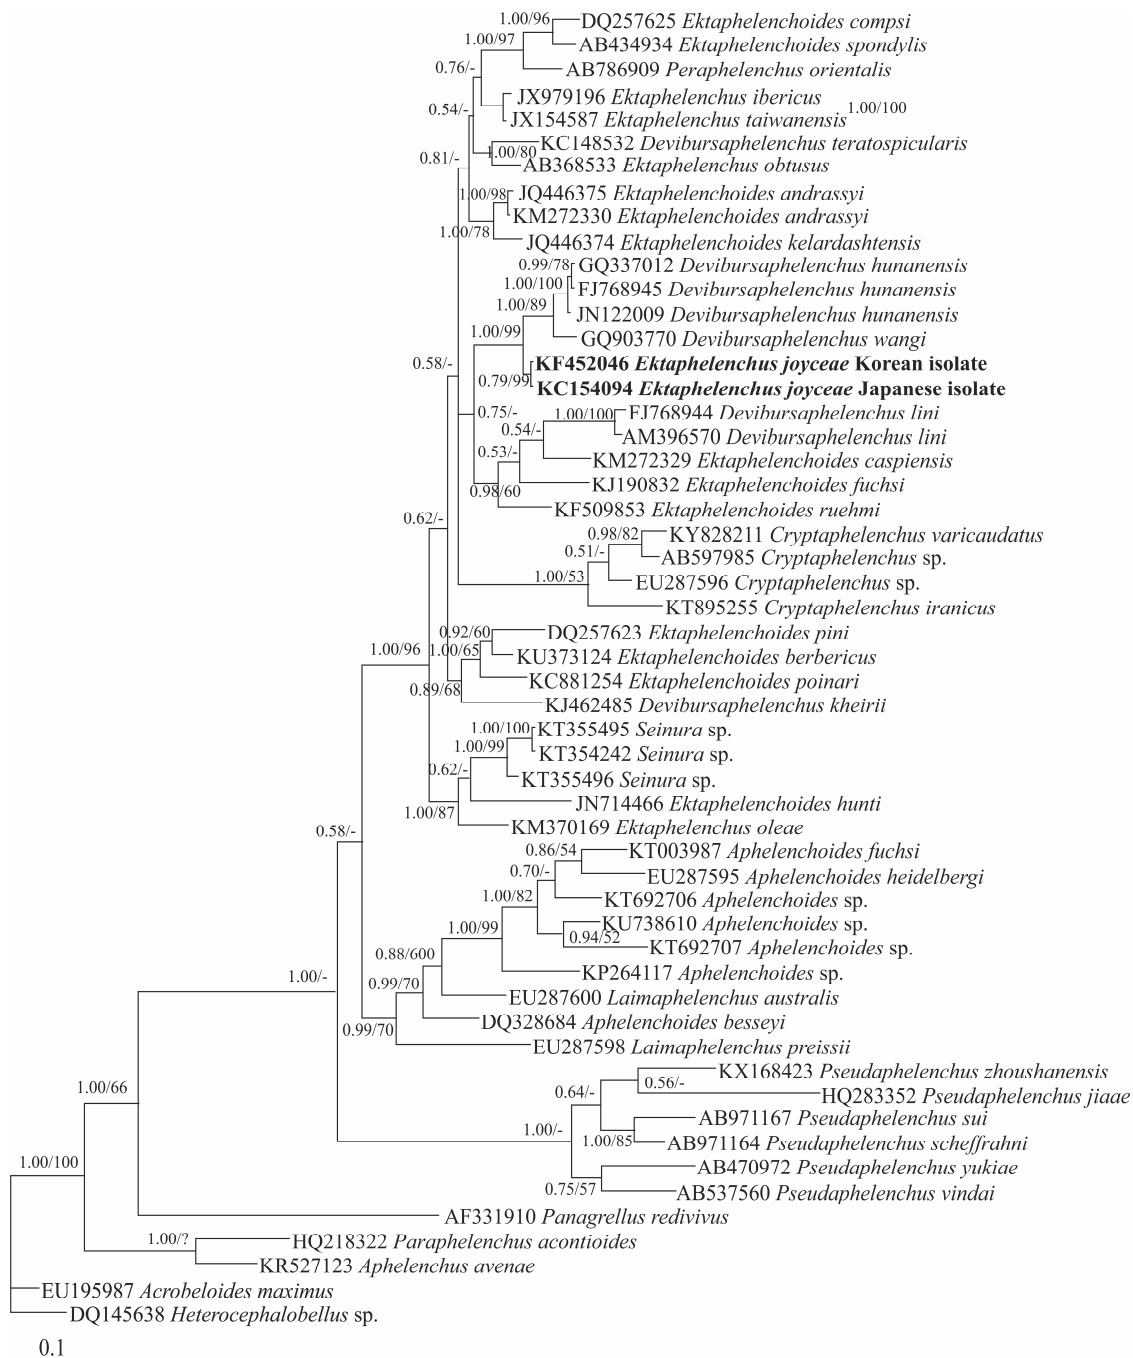 1.00/96 DQ257625 Ektaphelenchoides compsi
1.00/97 AB434934 Ektaphelenchoides spondylis
0.76/- AB786909 Peraphelenchus orientalis
JX979196 Ektaphelenchus ibericus
0.54/- JX154587 Ektaphelenchus taiwanensis 1.00/100
KC148532 Devibursaphelenchus teratospicularis
0.81/- 1.00/80 AB368533 Ektaphelenchus obtusus
1.00/98 JQ446375 Ektaphelenchoides andrassyi
KM272330 Ektaphelenchoides andrassyi
1.00/78 JQ446374 Ektaphelenchoides kelardashtensis
0.99/78 GQ337012 Devibursaphelenchus hunanensis
1.00/100 FJ768945 Devibursaphelenchus hunanensis
1.00/89 JN122009 Devibursaphelenchus hunanensis
1.00/99 GQ903770 Devibursaphelenchus wangi
0.58/- KF452046 Ektaphelenchus joyceae Korean isolate
0.79/99 KC154094 Ektaphelenchus joyceae Japanese isolate
0.75/- 1.00/100 FJ768944 Devibursaphelenchus lini
0.54/- AM396570 Devibursaphelenchus lini
0.53/- KM272329 Ektaphelenchoides caspiensis
0.98/60 KJ190832 Ektaphelenchoides fuchsi
KF509853 Ektaphelenchoides ruehmi
0.62/- 0.98/82 KY828211 Cryptaphelenchus varicaudatus
0.51/- AB597985 Cryptaphelenchus sp.
1.00/53 EU287596 Cryptaphelenchus sp.
KT895255 Cryptaphelenchus iranicus
0.92/60 DQ257623 Ektaphelenchoides pini
1.00/96 1.00/65 KU373124 Ektaphelenchoides berbericus
0.89/68 KC881254 Ektaphelenchoides poinari
KJ462485 Devibursaphelenchus kheirii
1.00/100 KT355495 Seinura sp.
1.00/99 KT354242 Seinura sp.
0.62/- KT355496 Seinura sp.
1.00/87 JN714466 Ektaphelenchoides hunti
0.58/- KM370169 Ektaphelenchus oleae
0.86/54 KT003987 Aphelenchoides fuchsi
0.70/- EU287595 Aphelenchoides heidelbergi
1.00/82 KT692706 Aphelenchoides sp.
1.00/99 KU738610 Aphelenchoides sp.
0.94/52 KT692707 Aphelenchoides sp.
0.88/600 KP264117 Aphelenchoides sp.
0.99/70 EU287600 Laimaphelenchus australis
1.00/- DQ328684 Aphelenchoides besseyi
0.99/70 EU287598 Laimaphelenchus preissii
KX168423 Pseudaphelenchus zhoushanensis
1.00/66 0.64/- 0.56/- HQ283352 Pseudaphelenchus jiaae
AB971167 Pseudaphelenchus sui
1.00/- 1.00/85 AB971164 Pseudaphelenchus scheffrahni
1.00/100 AB470972 Pseudaphelenchus yukiae
0.75/57 AB537560 Pseudaphelenchus vindai
AF331910 Panagrellus redivivus
1.00/? HQ218322 Paraphelenchus acontioides
KR527123 Aphelenchus avenae
EU195987 Acrobeloides maximus
DQ145638 Heterocephalobellus sp.
0.1